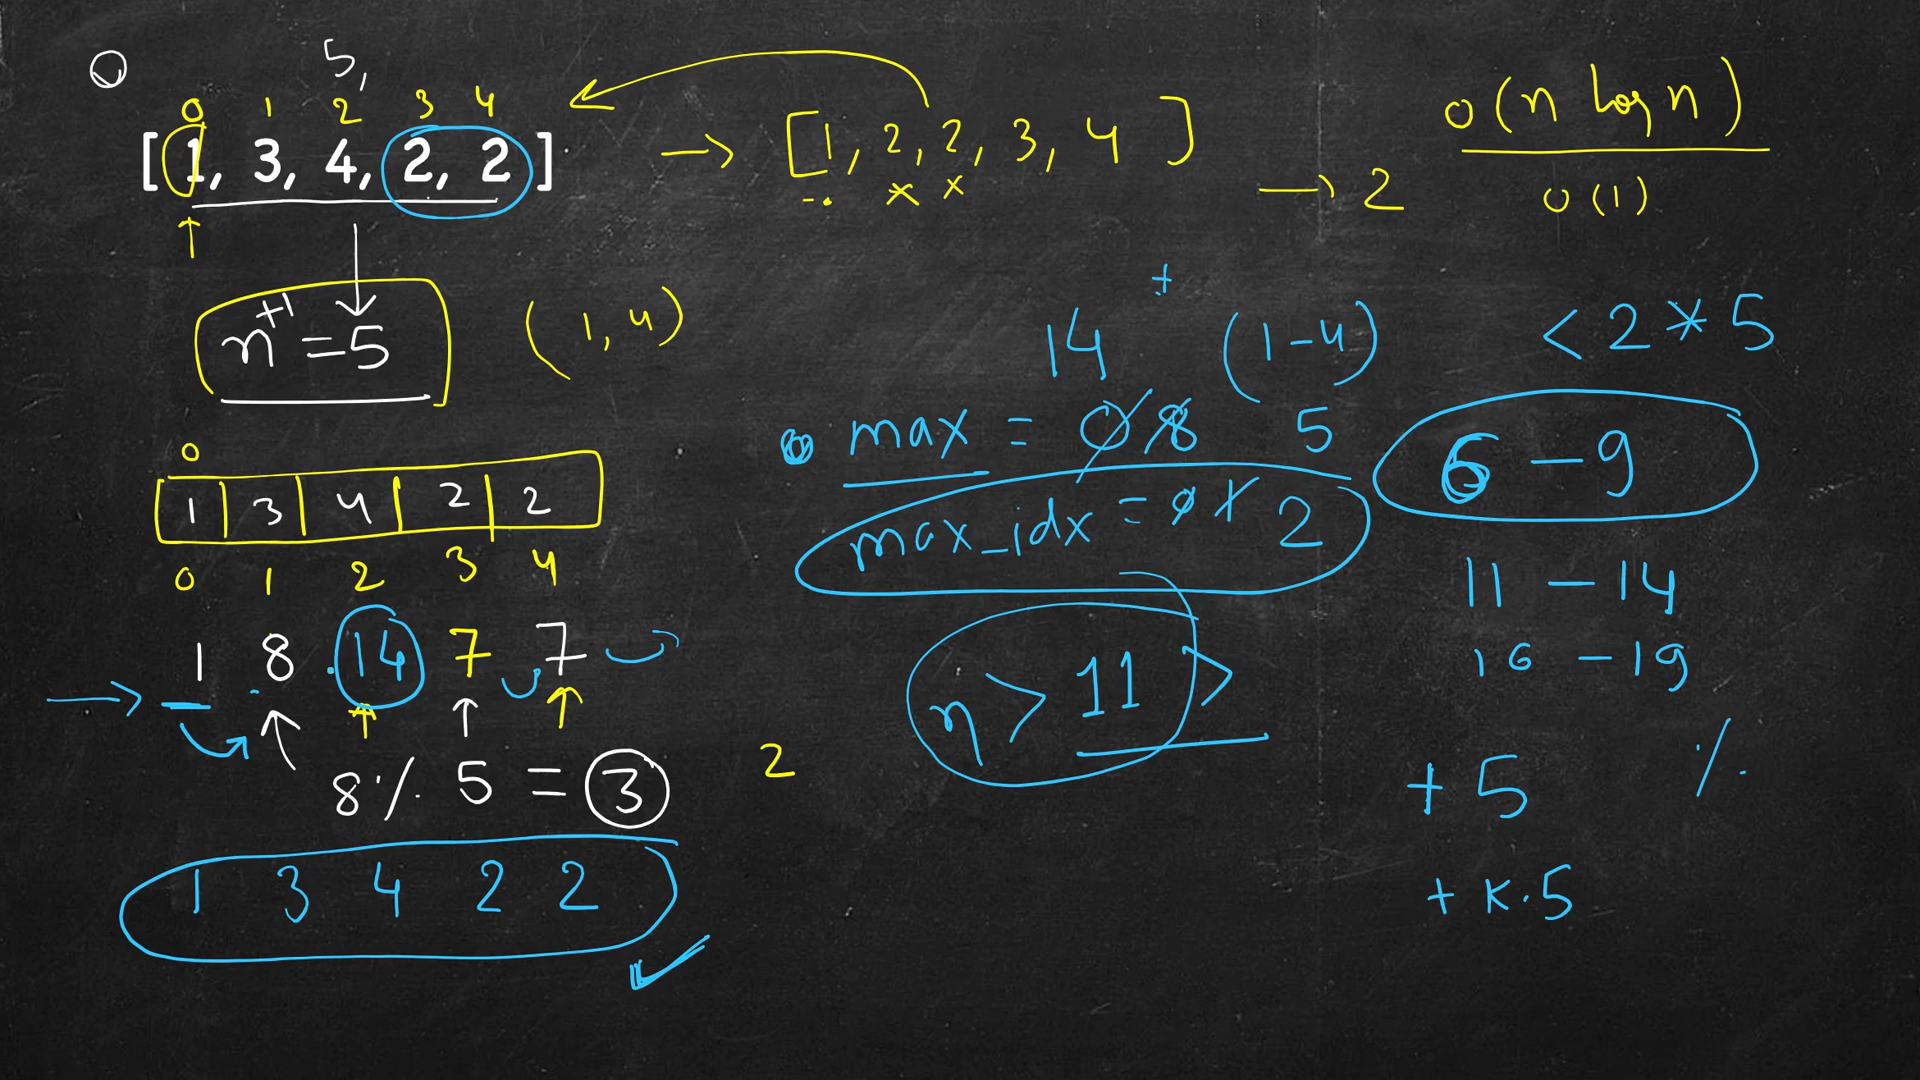 5,
0 1 2 3 4
[ 1, 3, 4, 2, 2 ] → [1, 2, 2, 3, 4]
x x
→ 2
O(n log n)
O(1)
n+1 = 5
(1, 4)
+
14 (1-4) < 2 * 5
max = 0 8 5
6 - 9
max_idx = 0 1 2
0
1 3 4 2 2
0 1 2 3 4
11 - 14
16 - 19
→ 1 8 14 7 7
n > 11 >
8 % 5 = 3
2
+ 5 %
+ K.5
1 3 4 2 2